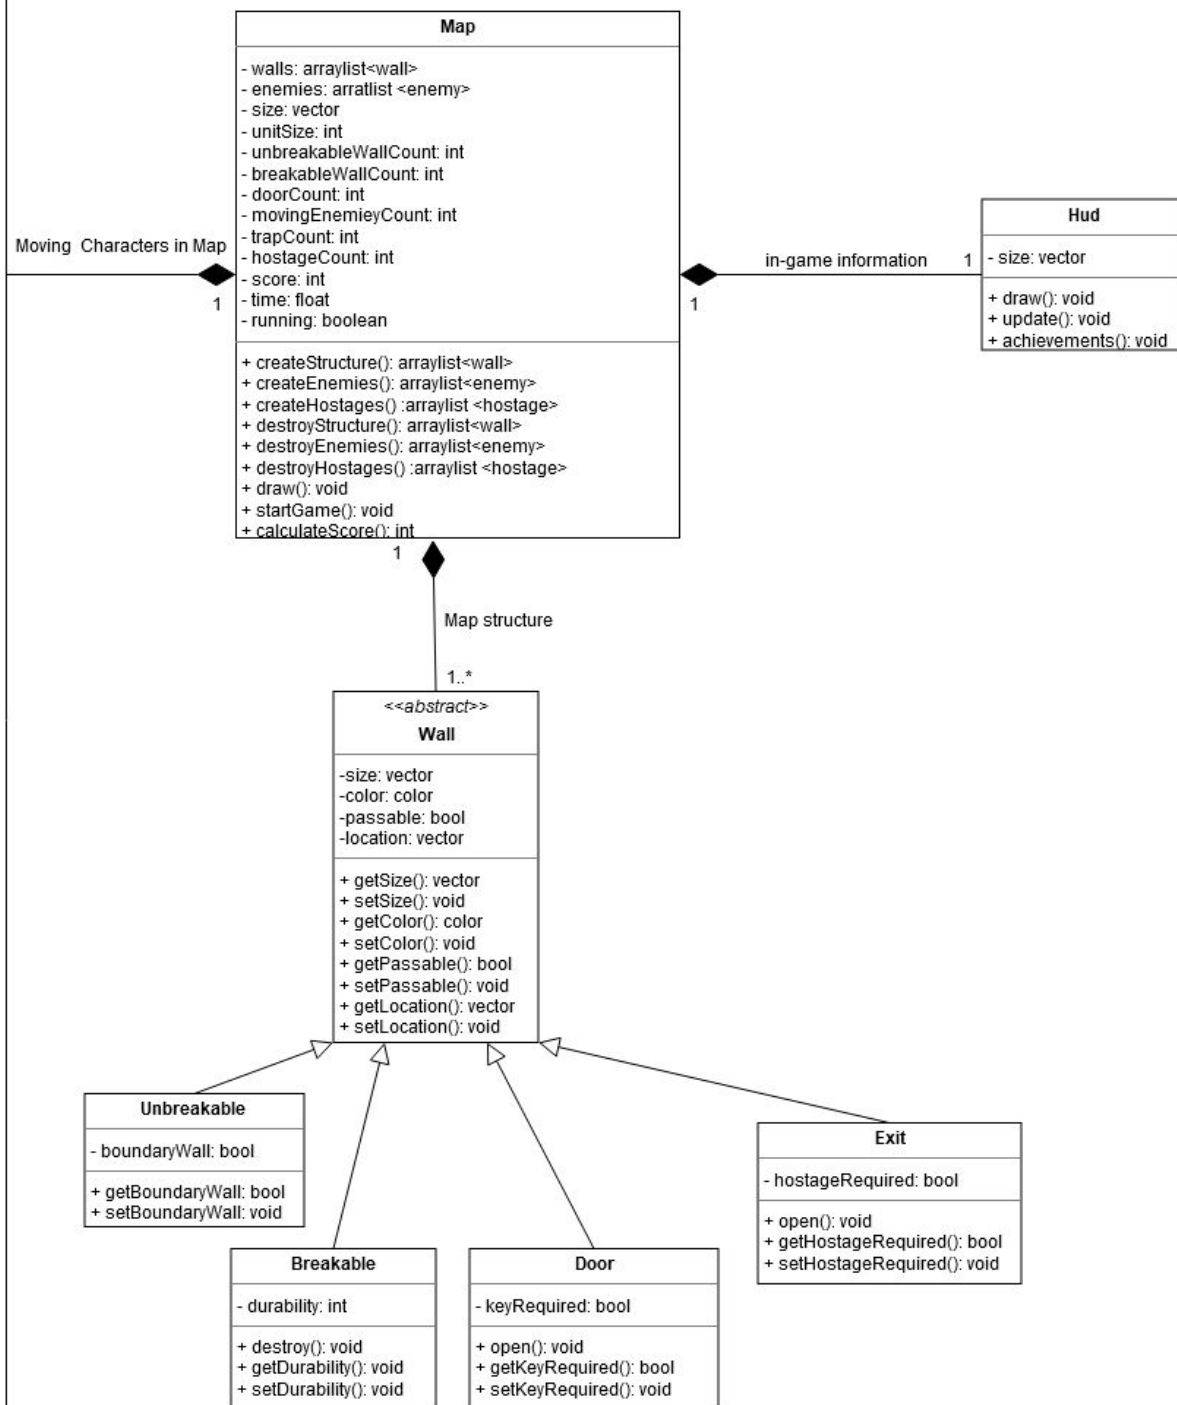 Map
- walls: arraylist<wall>
- enemies: arratlist <enemy>
- size: vector
- unitSize: int
- unbreakableWallCount: int
- breakableWallCount: int
- doorCount: int
- movingEnemieyCount: int
- trapCount: int
- hostageCount: int
- score: int
- time: float
- running: boolean
+ createStructure(): arraylist<wall>
+ createEnemies(): arraylist<enemy>
+ createHostages() :arraylist <hostage>
+ destroyStructure(): arraylist<wall>
+ destroyEnemies(): arraylist<enemy>
+ destroyHostages() :arraylist <hostage>
+ draw(): void
+ startGame(): void
+ calculateScore(): int
Moving  Characters in Map
1
in-game information
1
1
Hud
- size: vector
+ draw(): void
+ update(): void
+ achievements(): void
1
Map structure
1..*
<<abstract>>
Wall
-size: vector
-color: color
-passable: bool
-location: vector
+ getSize(): vector
+ setSize(): void
+ getColor(): color
+ setColor(): void
+ getPassable(): bool
+ setPassable(): void
+ getLocation(): vector
+ setLocation(): void
Unbreakable
- boundaryWall: bool
+ getBoundaryWall: bool
+ setBoundaryWall: void
Breakable
- durability: int
+ destroy(): void
+ getDurability(): void
+ setDurability(): void
Door
- keyRequired: bool
+ open(): void
+ getKeyRequired(): bool
+ setKeyRequired(): void
Exit
- hostageRequired: bool
+ open(): void
+ getHostageRequired(): bool
+ setHostageRequired(): void